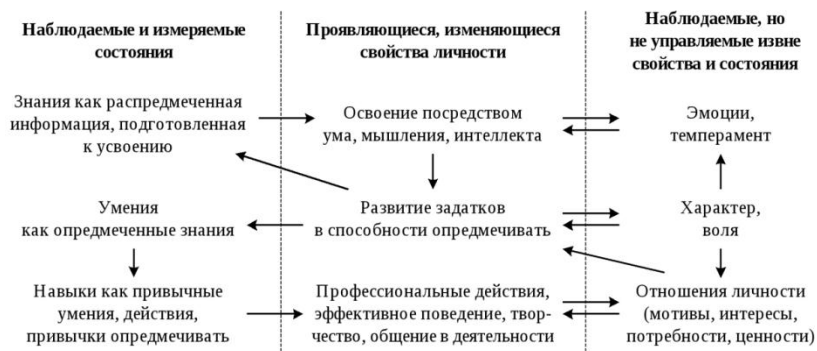 Наблюдаемые и измеряемые
состояния
Проявляющиеся, изменяющиеся
свойства личности
Наблюдаемые, но
не управляемые извне
свойства и состояния
Знания как распредмеченная
информация, подготовленная
к усвоению
Освоение посредством
ума, мышления, интеллекта
Эмоции,
темперамент
Умения
как опредмеченные знания
Развитие задатков
в способности опредмечивать
Характер,
воля
Навыки как привычные
умения, действия,
привычки опредмечивать
Профессиональные действия,
эффективное поведение, твор-
чество, общение в деятельности
Отношения личности
(мотивы, интересы,
потребности, ценности)